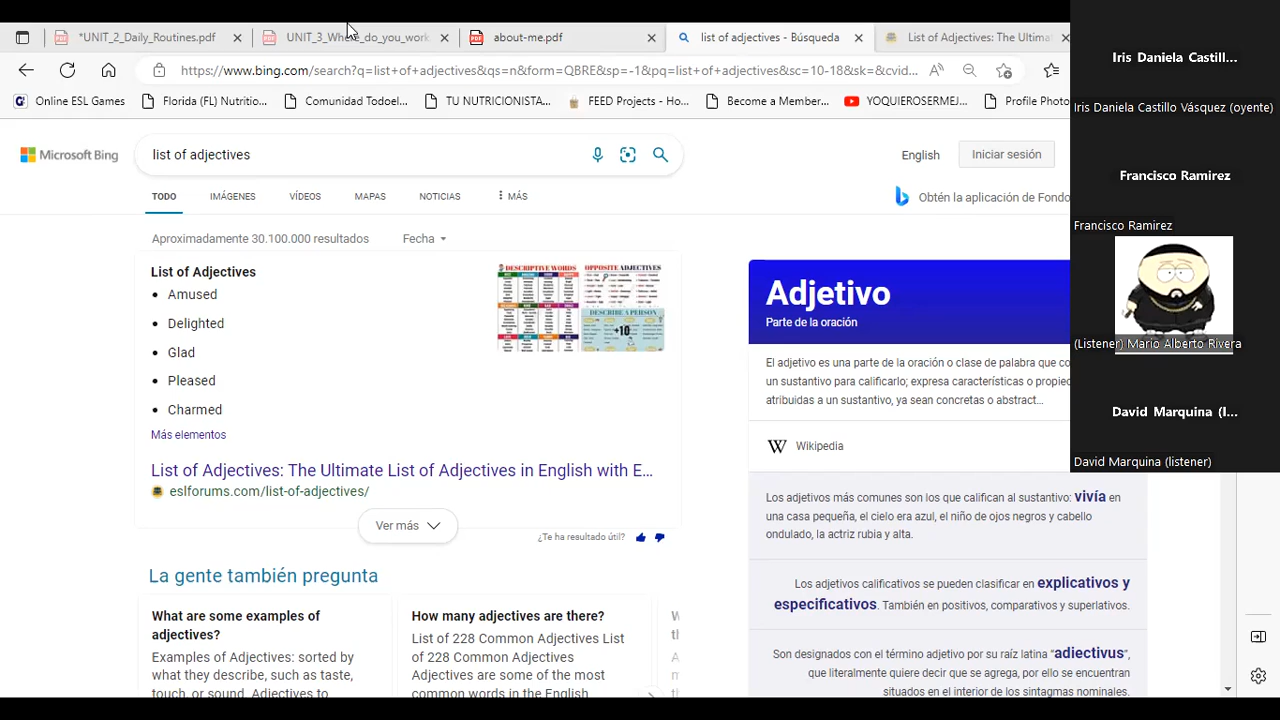 *UNIT_2_Daily_Routines.pdf
UNIT_3_Where_do_you_work
about-me.pdf
list of adjectives - Búsqueda
List of Adjectives: The Ultima
https://www.bing.com/search?q=list+of+adjectives&qs=n&form=QBRE&sp=-1&pq=list+of+adjectives&sc=10-18&sk=&cvid...
Online ESL Games
Florida (FL) Nutritio...
Comunidad Todoel...
TU NUTRICIONISTA...
FEED Projects - Ho...
Become a Member...
YOQUIEROSERMEJ...
Profile Photo
Microsoft Bing
list of adjectives
English
Iniciar sesión
TODO
IMÁGENES
VÍDEOS
MAPAS
NOTICIAS
MÁS
Obtén la aplicación de Fondo
Aproximadamente 30.100.000 resultados
Fecha
List of Adjectives
• Amused
• Delighted
• Glad
• Pleased
• Charmed
Más elementos
DESCRIPTIVE WORDS
OPPOSITE ADJECTIVES
DESCRIBE A PERSON
+10
List of Adjectives: The Ultimate List of Adjectives in English with E...
eslforums.com/list-of-adjectives/
Ver más
¿Te ha resultado útil?
La gente también pregunta
What are some examples of
adjectives?
Examples of Adjectives: sorted by
what they describe, such as taste,
touch, or sound. Adjectives to
How many adjectives are there?
List of 228 Common Adjectives List
of 228 Common Adjectives
Adjectives are some of the most
common words in the English
Adjetivo
Parte de la oración
El adjetivo es una parte de la oración o clase de palabra que co
un sustantivo para calificarlo; expresa características o propied
atribuidas a un sustantivo, ya sean concretas o abstract...
Wikipedia
Los adjetivos más comunes son los que califican al sustantivo: vivía en
una casa pequeña, el cielo era azul, el niño de ojos negros y cabello
ondulado, la actriz rubia y alta.
Los adjetivos calificativos se pueden clasificar en explicativos y
especificativos. También en positivos, comparativos y superlativos.
Son designados con el término adjetivo por su raíz latina "adiectivus",
que literalmente quiere decir que se agrega, por ello se encuentran
situados en el interior de los sintagmas nominales.
Iris Daniela Castill...
Iris Daniela Castillo Vásquez (oyente)
Francisco Ramirez
Francisco Ramirez
(Listener) Mario Alberto Rivera
David Marquina (l...
David Marquina (listener)